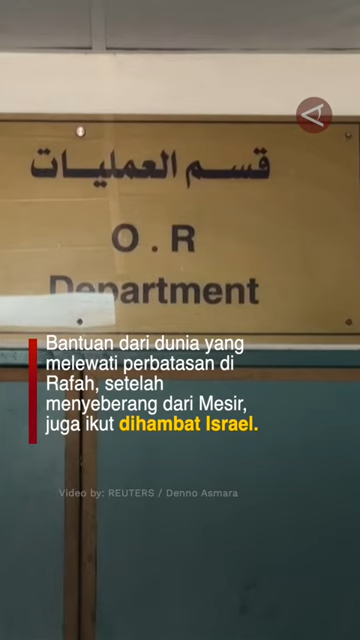 قسم العمليات
O.R
Department
Bantuan dari dunia yang
melewati perbatasan di
Rafah, setelah
menyeberang dari Mesir,
juga ikut dihambat Israel.
Video by: REUTERS / Denno Asmara